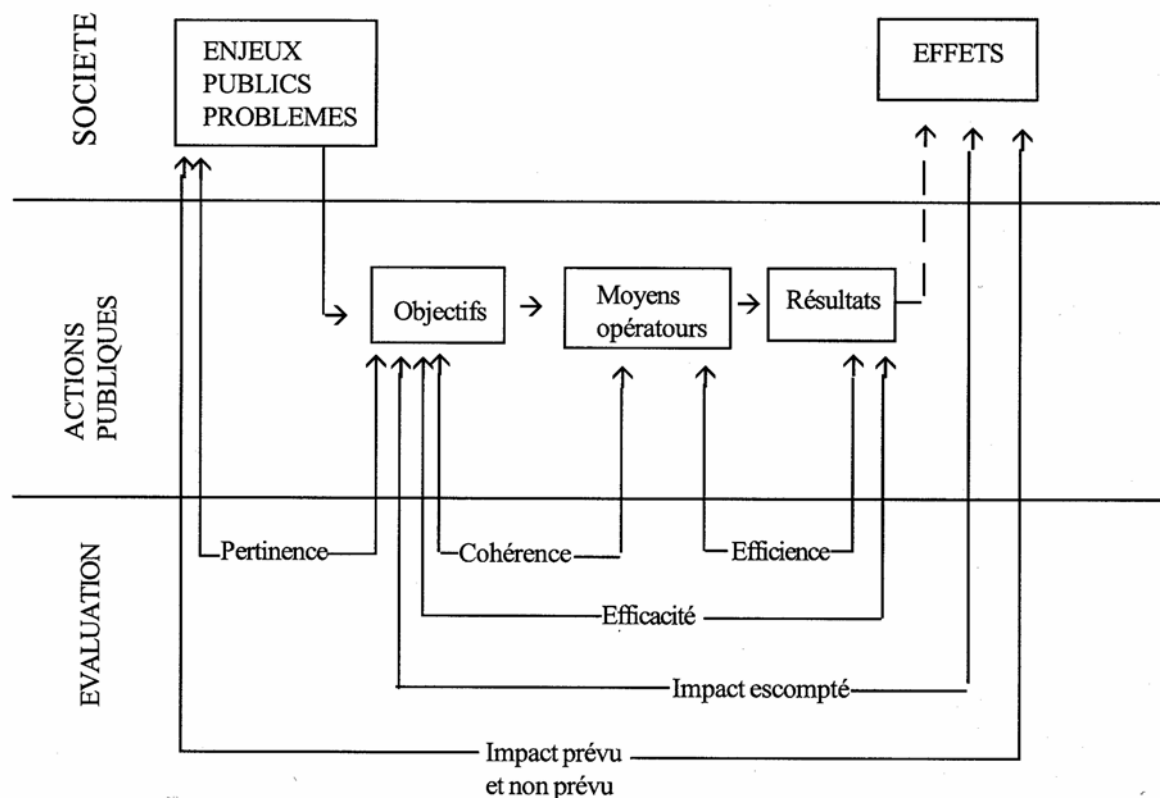 SOCIETE
ENJEUX
PUBLICS
PROBLEMES
EFFETS
ACTIONS
PUBLIQUES
Objectifs
Moyens
opératours
Résultats
EVALUATION
Pertinence
Cohérence
Efficience
Efficacité
Impact escompté
Impact prévu
et non prévu